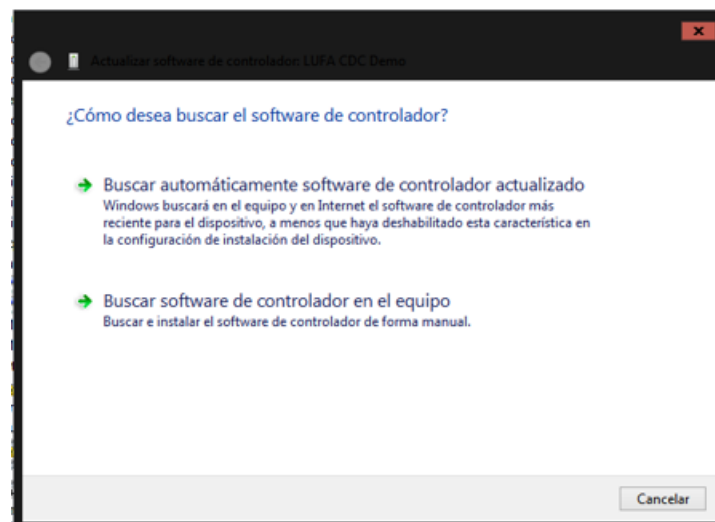 Actualizar software de controlador: LUFA CDC Demo
¿Cómo desea buscar el software de controlador?
Buscar automáticamente software de controlador actualizado
Windows buscará en el equipo y en Internet el software de controlador más
reciente para el dispositivo, a menos que haya deshabilitado esta característica en
la configuración de instalación del dispositivo.
Buscar software de controlador en el equipo
Buscar e instalar el software de controlador de forma manual.
Cancelar